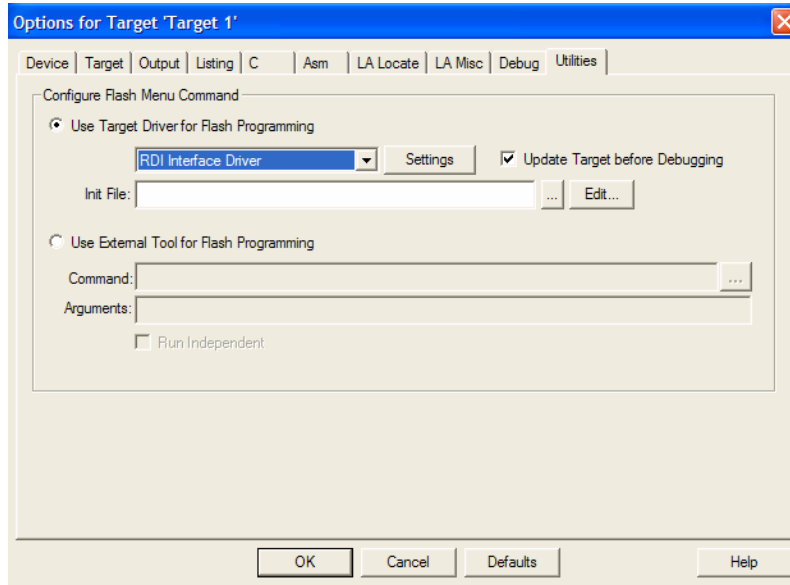 Options for Target 'Target 1'
Device Target Output Listing C Asm LA Locate LA Misc Debug Utilities
Configure Flash Menu Command
Use Target Driver for Flash Programming
RDI Interface Driver Settings Update Target before Debugging
Init File: ... Edit...
Use External Tool for Flash Programming
Command: ...
Arguments:
Run Independent
OK Cancel Defaults Help